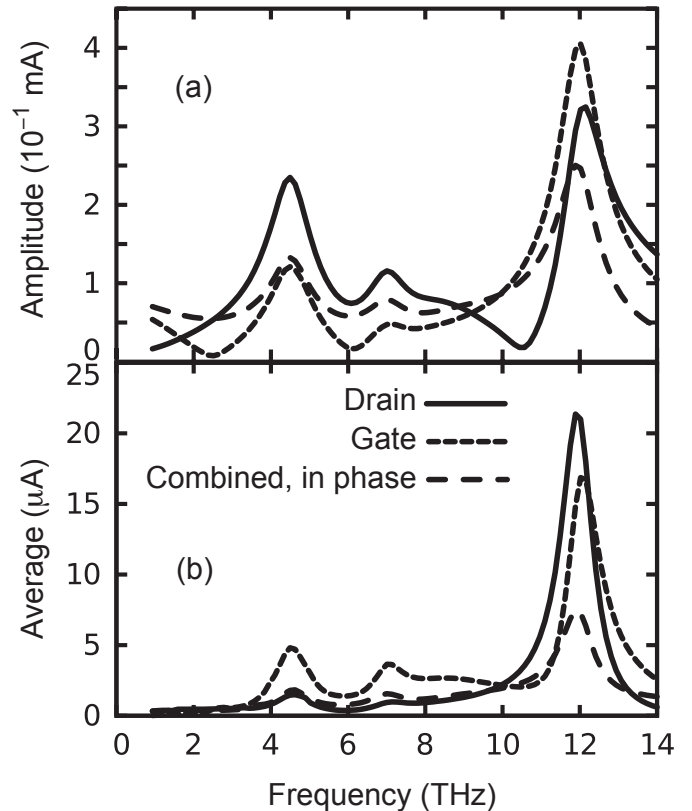 4
3
2
1
0
Amplitude (10⁻¹ mA)
(a)
25
20
15
10
5
0
Average (μA)
Drain
Gate
Combined, in phase
(b)
0 2 4 6 8 10 12 14
Frequency (THz)